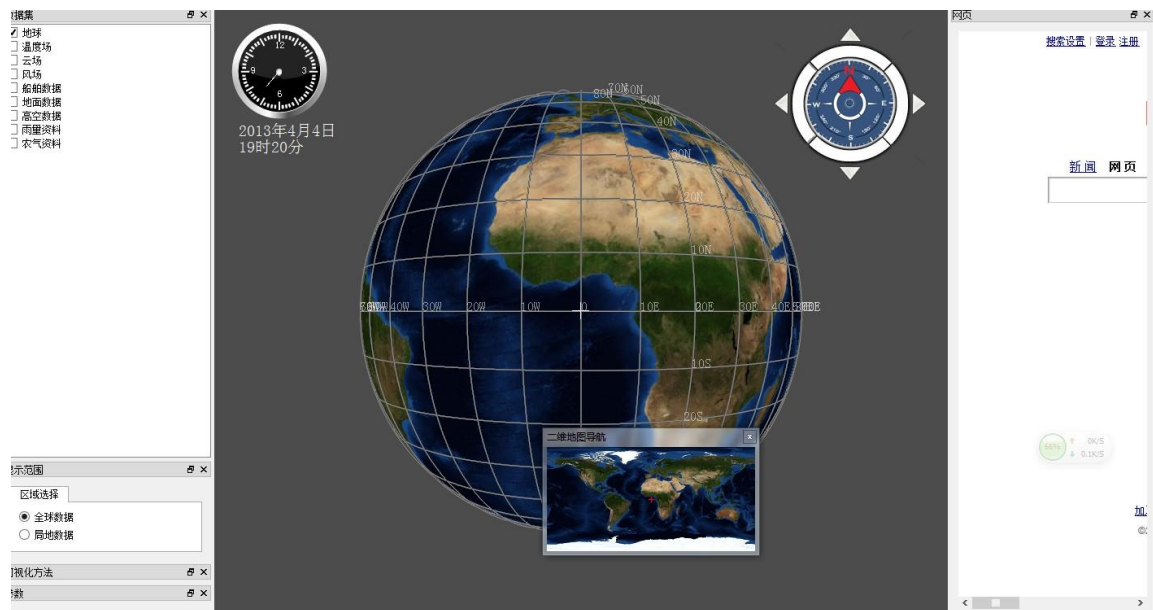 据集
地球
温度场
云场
风场
船舶数据
地面数据
高空数据
雨量资料
农气资料
示范围
区域选择
全球数据
局地数据
视化方法
数
12
3
6
9
2013年4月4日
19时20分
N
E
S
W
80N
70N
60N
50N
40N
30N
20N
10N
40W
30W
20W
10W
0
10E
20E
30E
40E
10S
20S
二维地图导航
网页
搜索设置 | 登录 注册
新闻 网页
66%
0K/S
0.1K/S